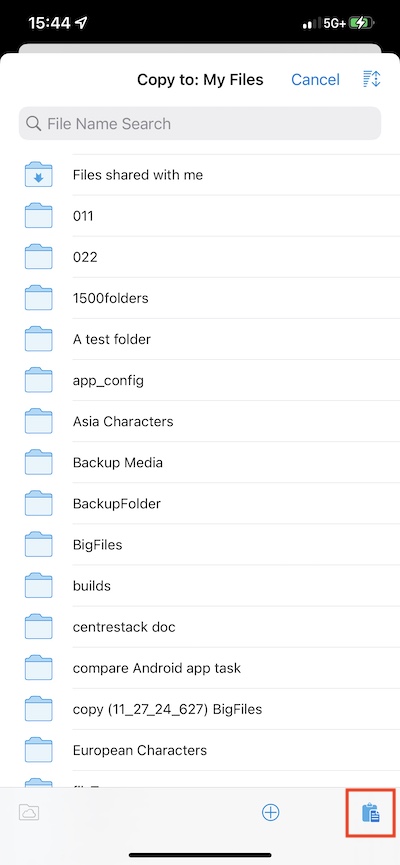 15:44
5G+
Copy to: My Files
Cancel
File Name Search
Files shared with me
011
022
1500folders
A test folder
app_config
Asia Characters
Backup Media
BackupFolder
BigFiles
builds
centrestack doc
compare Android app task
copy (11_27_24_627) BigFiles
European Characters